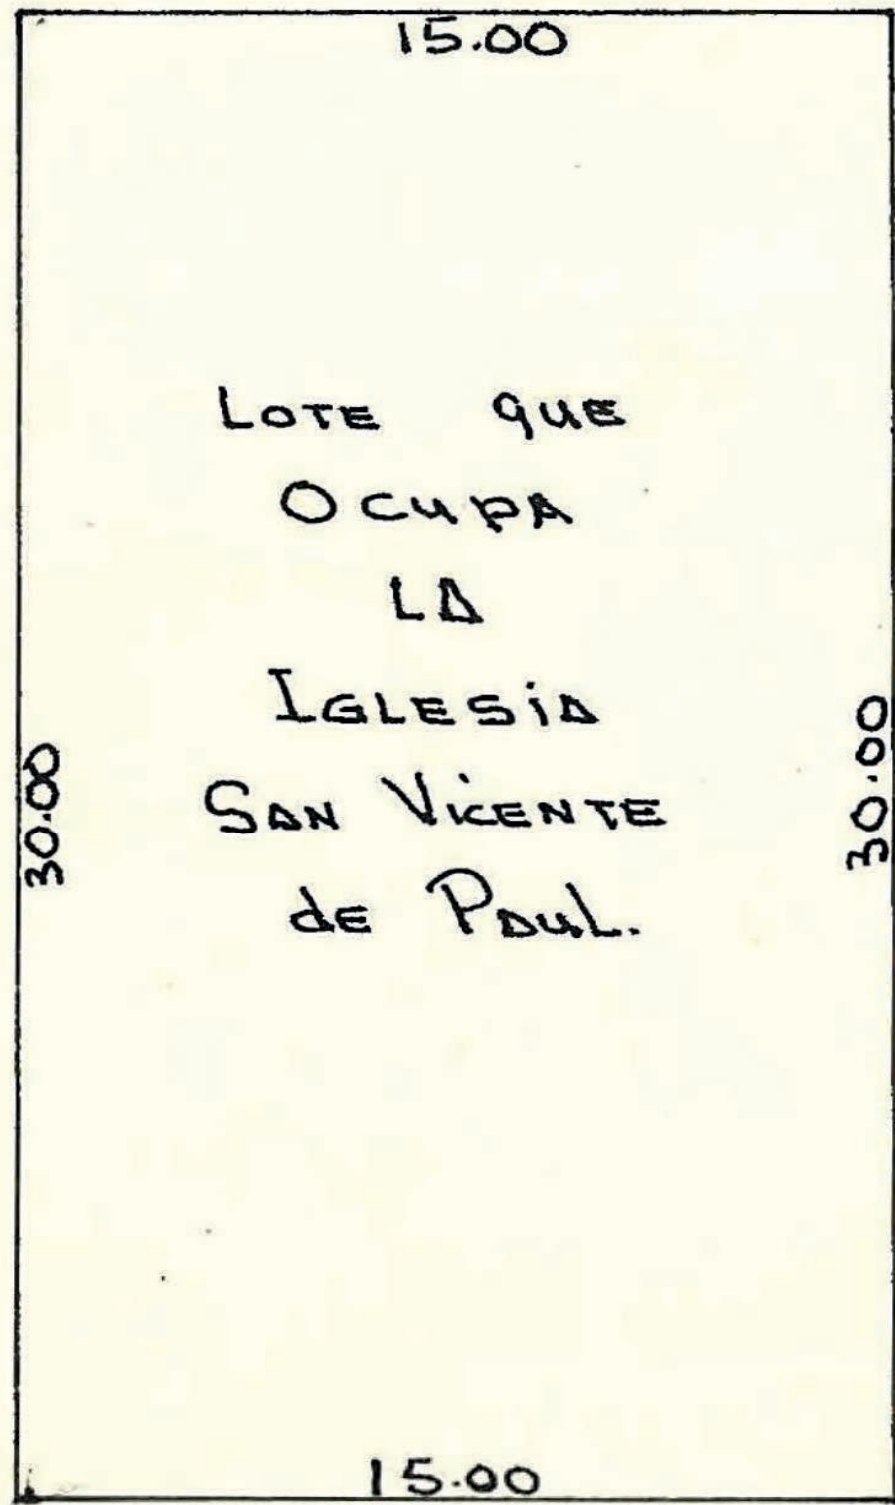 15.00
Lote que
Ocupa
la
Iglesia
San Vicente
de Paul.
30.00
30.00
15.00